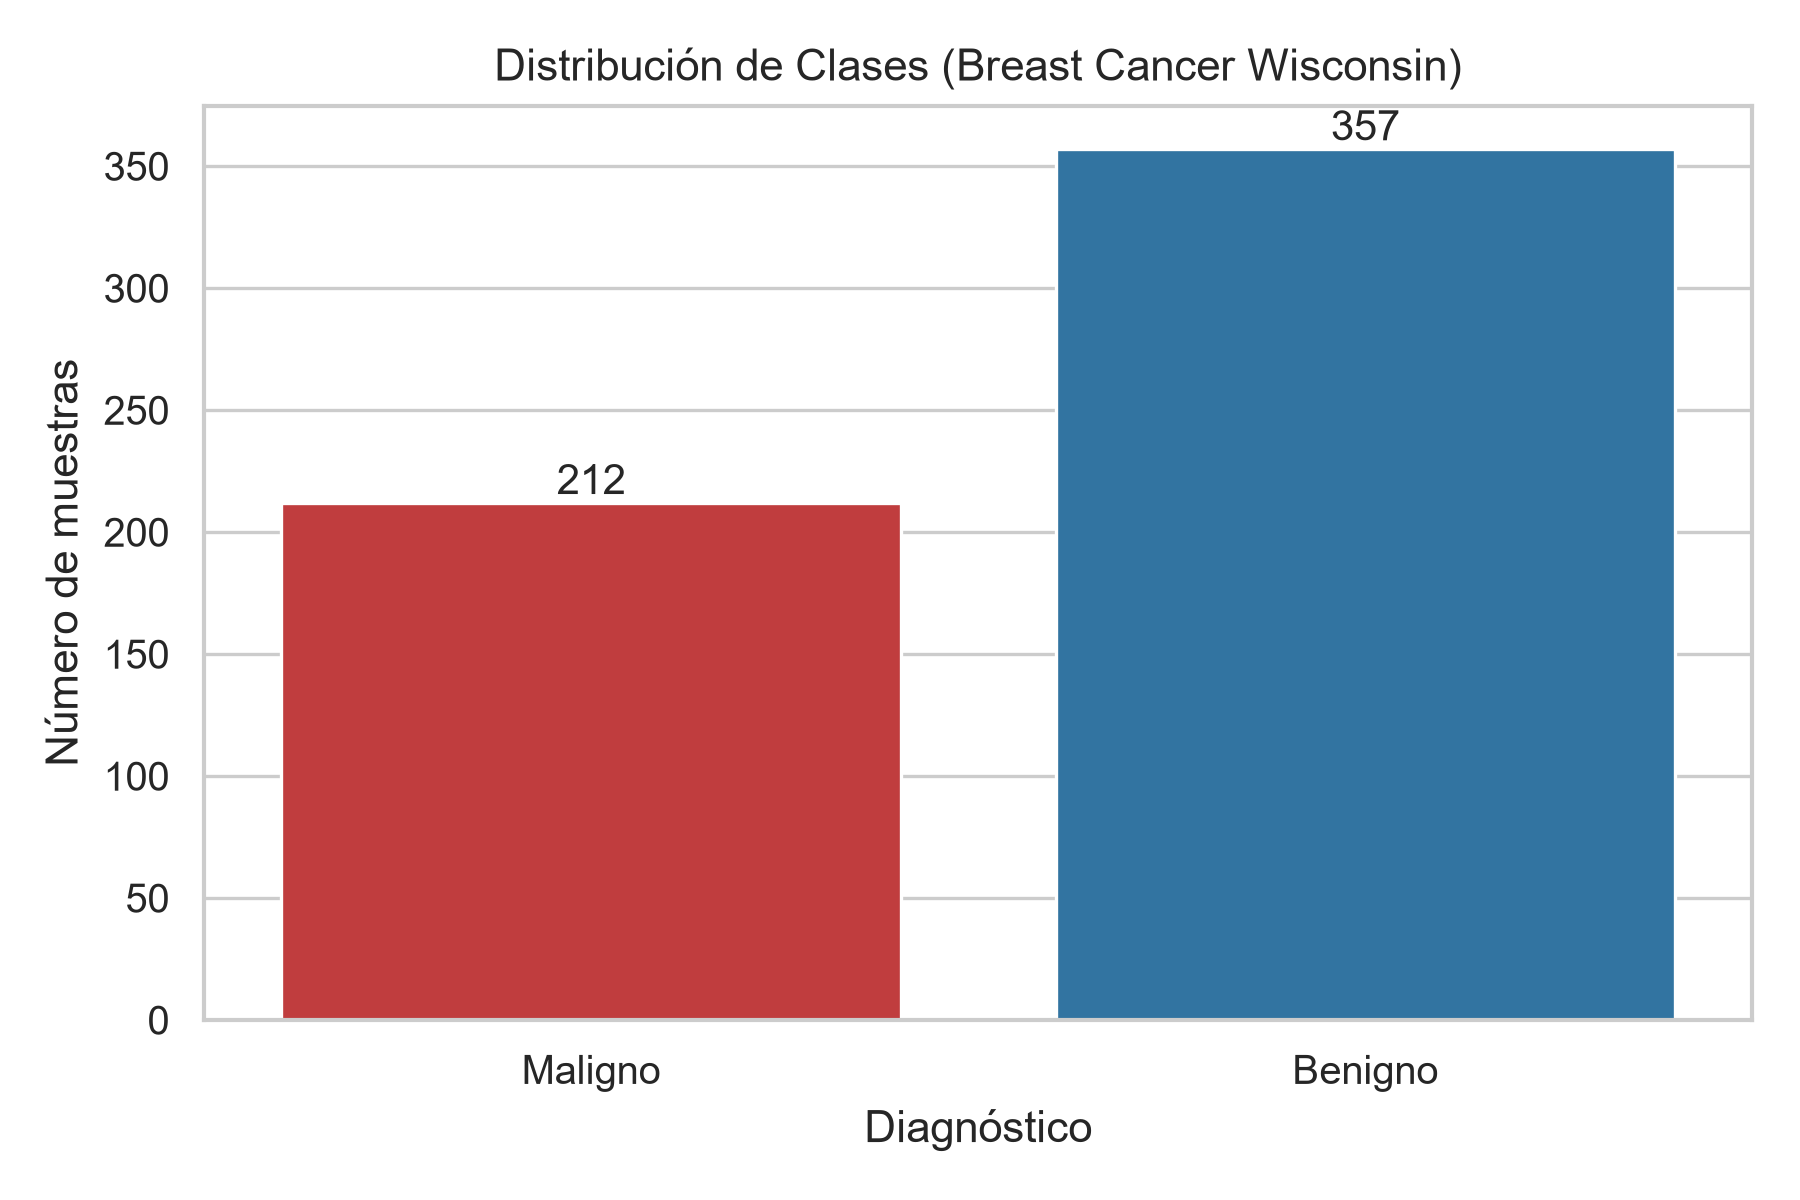 Distribución de Clases (Breast Cancer Wisconsin)
357
350
300
250
212
200
150
100
50
0
Número de muestras
Maligno
Benigno
Diagnóstico